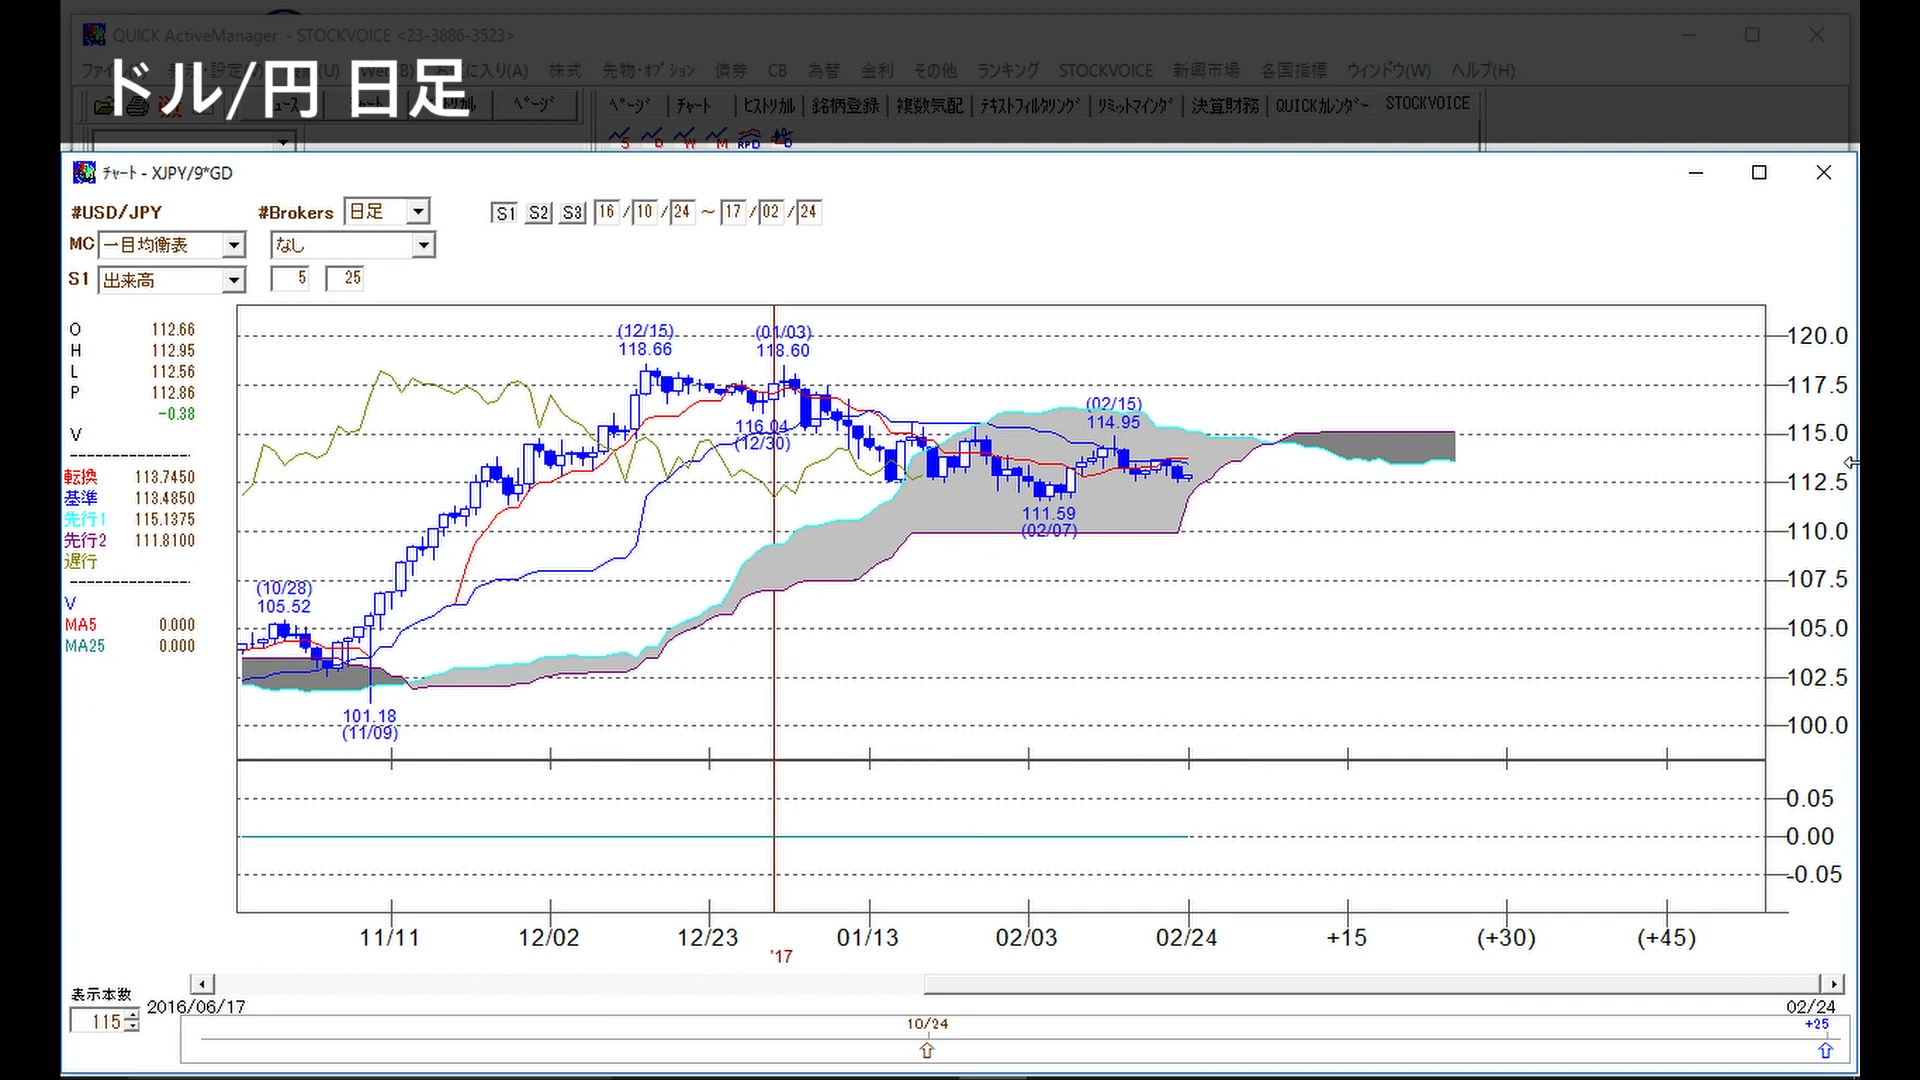 QUICK ActiveManager - STOCKVOICE <23-3886-3523>
ドル/円 日足
株式 先物・ｵﾌﾟｼｮﾝ 債券 CB 為替 金利 その他 ランキング STOCKVOICE 新興市場 各国指標 ウィンドウ(W) ヘルプ(H)
ﾍﾟｰｼﾞ ﾍﾟｰｼﾞ ﾁｬｰﾄ ﾋｽﾄﾘｶﾙ 銘柄登録 複数気配 ﾃｷｽﾄﾌｨﾙﾀﾘﾝｸﾞ ﾘﾐｯﾄﾏｲﾝﾀﾞ 決算財務 QUICKｶﾚﾝﾀﾞｰ STOCKVOICE
S D W M RPD D
ﾁｬｰﾄ - XJPY/9*GD
#USD/JPY #Brokers 日足 S1 S2 S3 16 / 10 / 24 ～ 17 / 02 / 24
MC 一目均衡表 なし
S1 出来高 5 25
O 112.66
H 112.95
L 112.56
P 112.86
-0.38
V
転換 113.7450
基準 113.4850
先行1 115.1375
先行2 111.8100
遅行
V
MA5 0.000
MA25 0.000
(12/15)
118.66
(01/03)
118.60
116.04
(12/30)
(02/15)
114.95
111.59
(02/07)
(10/28)
105.52
101.18
(11/09)
120.0
117.5
115.0
112.5
110.0
107.5
105.0
102.5
100.0
0.05
0.00
-0.05
11/11 12/02 12/23 01/13 02/03 02/24 +15 (+30) (+45)
'17
表示本数
115
2016/06/17 02/24
10/24 +25